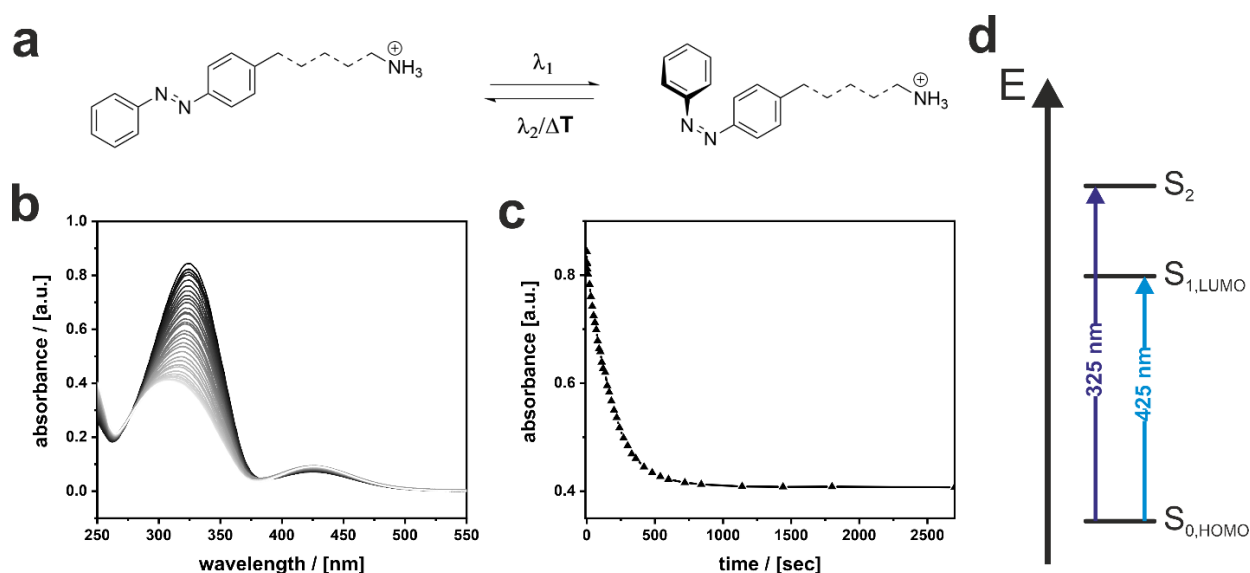 a
N
N
NH3
⊕
λ1
λ2/ΔT
N
N
NH3
⊕
b
absorbance / [a.u.]
1.0
0.8
0.6
0.4
0.2
0.0
250 300 350 400 450 500 550
wavelength / [nm]
c
absorbance [a.u.]
0.8
0.6
0.4
0 500 1000 1500 2000 2500
time / [sec]
d
E
S2
S1,LUMO
325 nm
425 nm
S0,HOMO